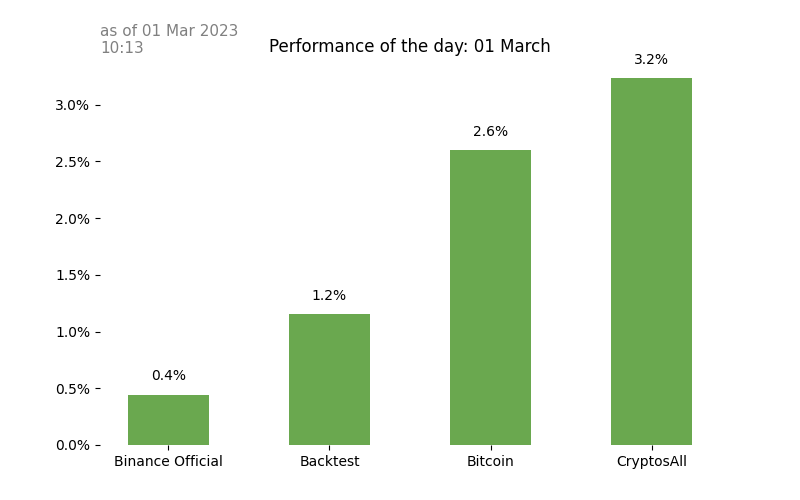 as of 01 Mar 2023
10:13
Performance of the day: 01 March
3.2%
3.0%
2.6%
2.5%
2.0%
1.5%
1.2%
1.0%
0.4%
0.5%
0.0%
Binance Official
Backtest
Bitcoin
CryptosAll